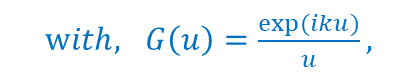 with, G(u) = exp(iku)/u ,